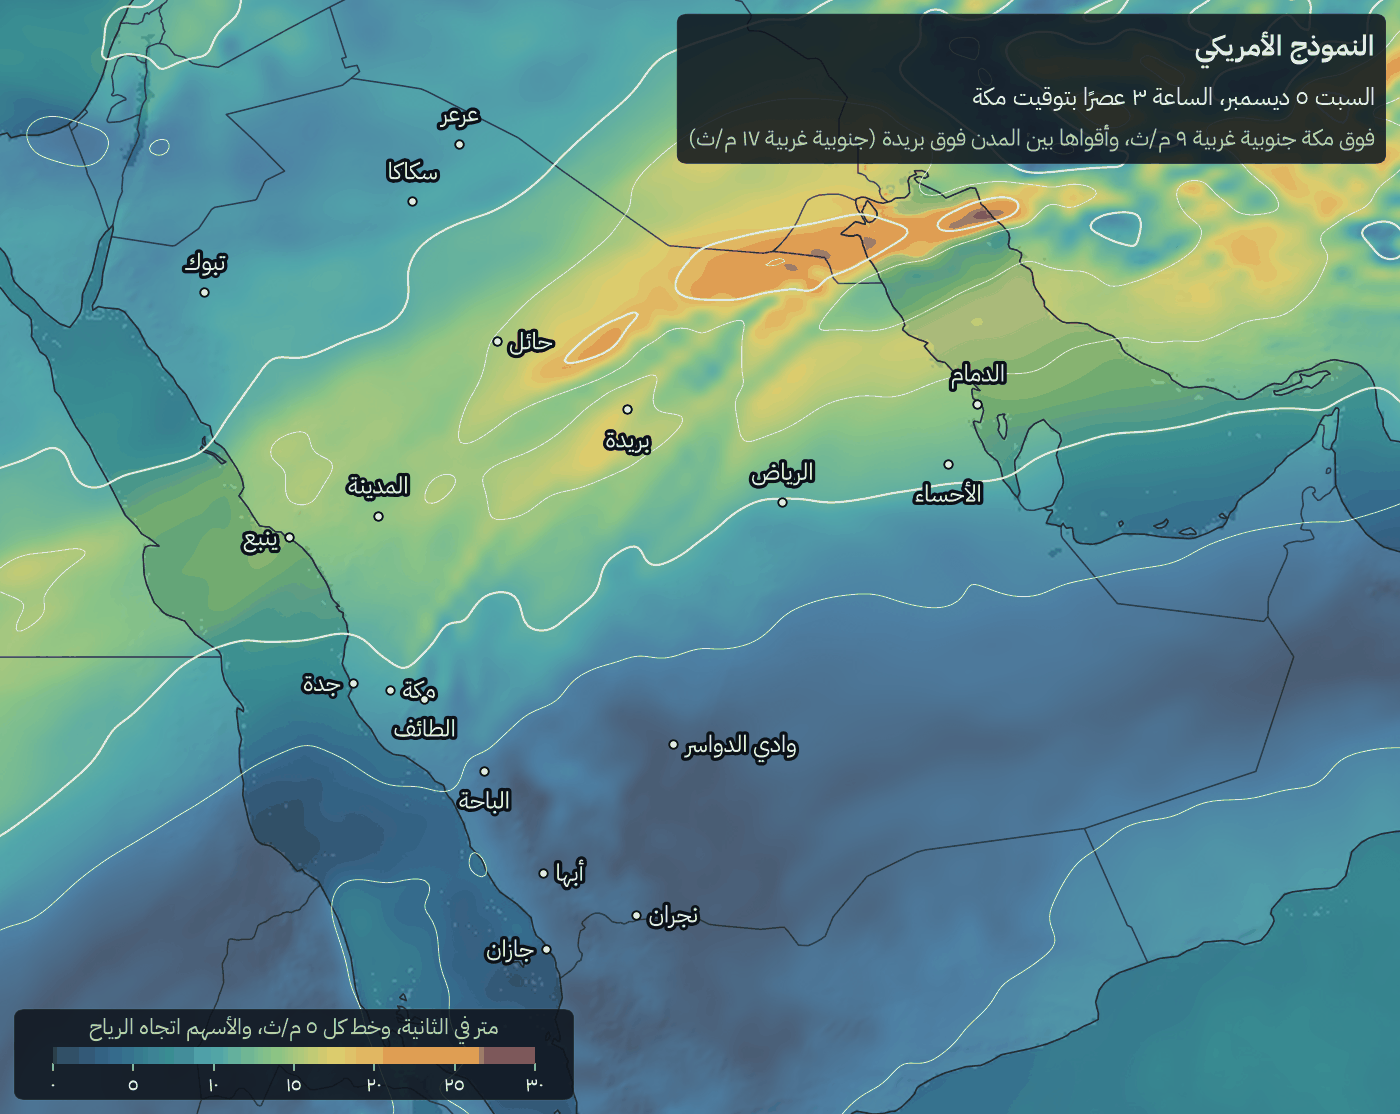 النموذج الأمريكي
السبت ٥ ديسمبر، الساعة ٣ عصرًا بتوقيت مكة
فوق مكة جنوبية غربية ٩ م/ث، وأقواها بين المدن فوق بريدة (جنوبية غربية ١٧ م/ث)
عرعر
سكاكا
تبوك
حائل
الدمام
بريدة
الرياض
المدينة
الأحساء
ينبع
جدة
مكة
الطائف
وادي الدواسر
الباحة
أبها
نجران
جازان
متر في الثانية، وخط كل ٥ م/ث، والأسهم اتجاه الرياح
٠ ٥ ١٠ ١٥ ٢٠ ٢٥ ٣٠